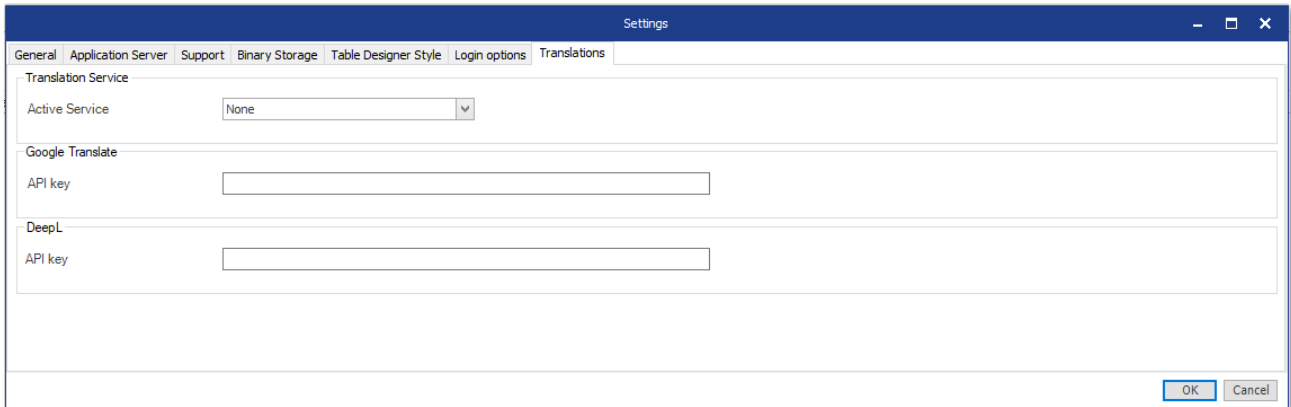 Settings
General Application Server Support Binary Storage Table Designer Style Login options Translations
Translation Service
Active Service None
Google Translate
API key
DeepL
API key
OK Cancel